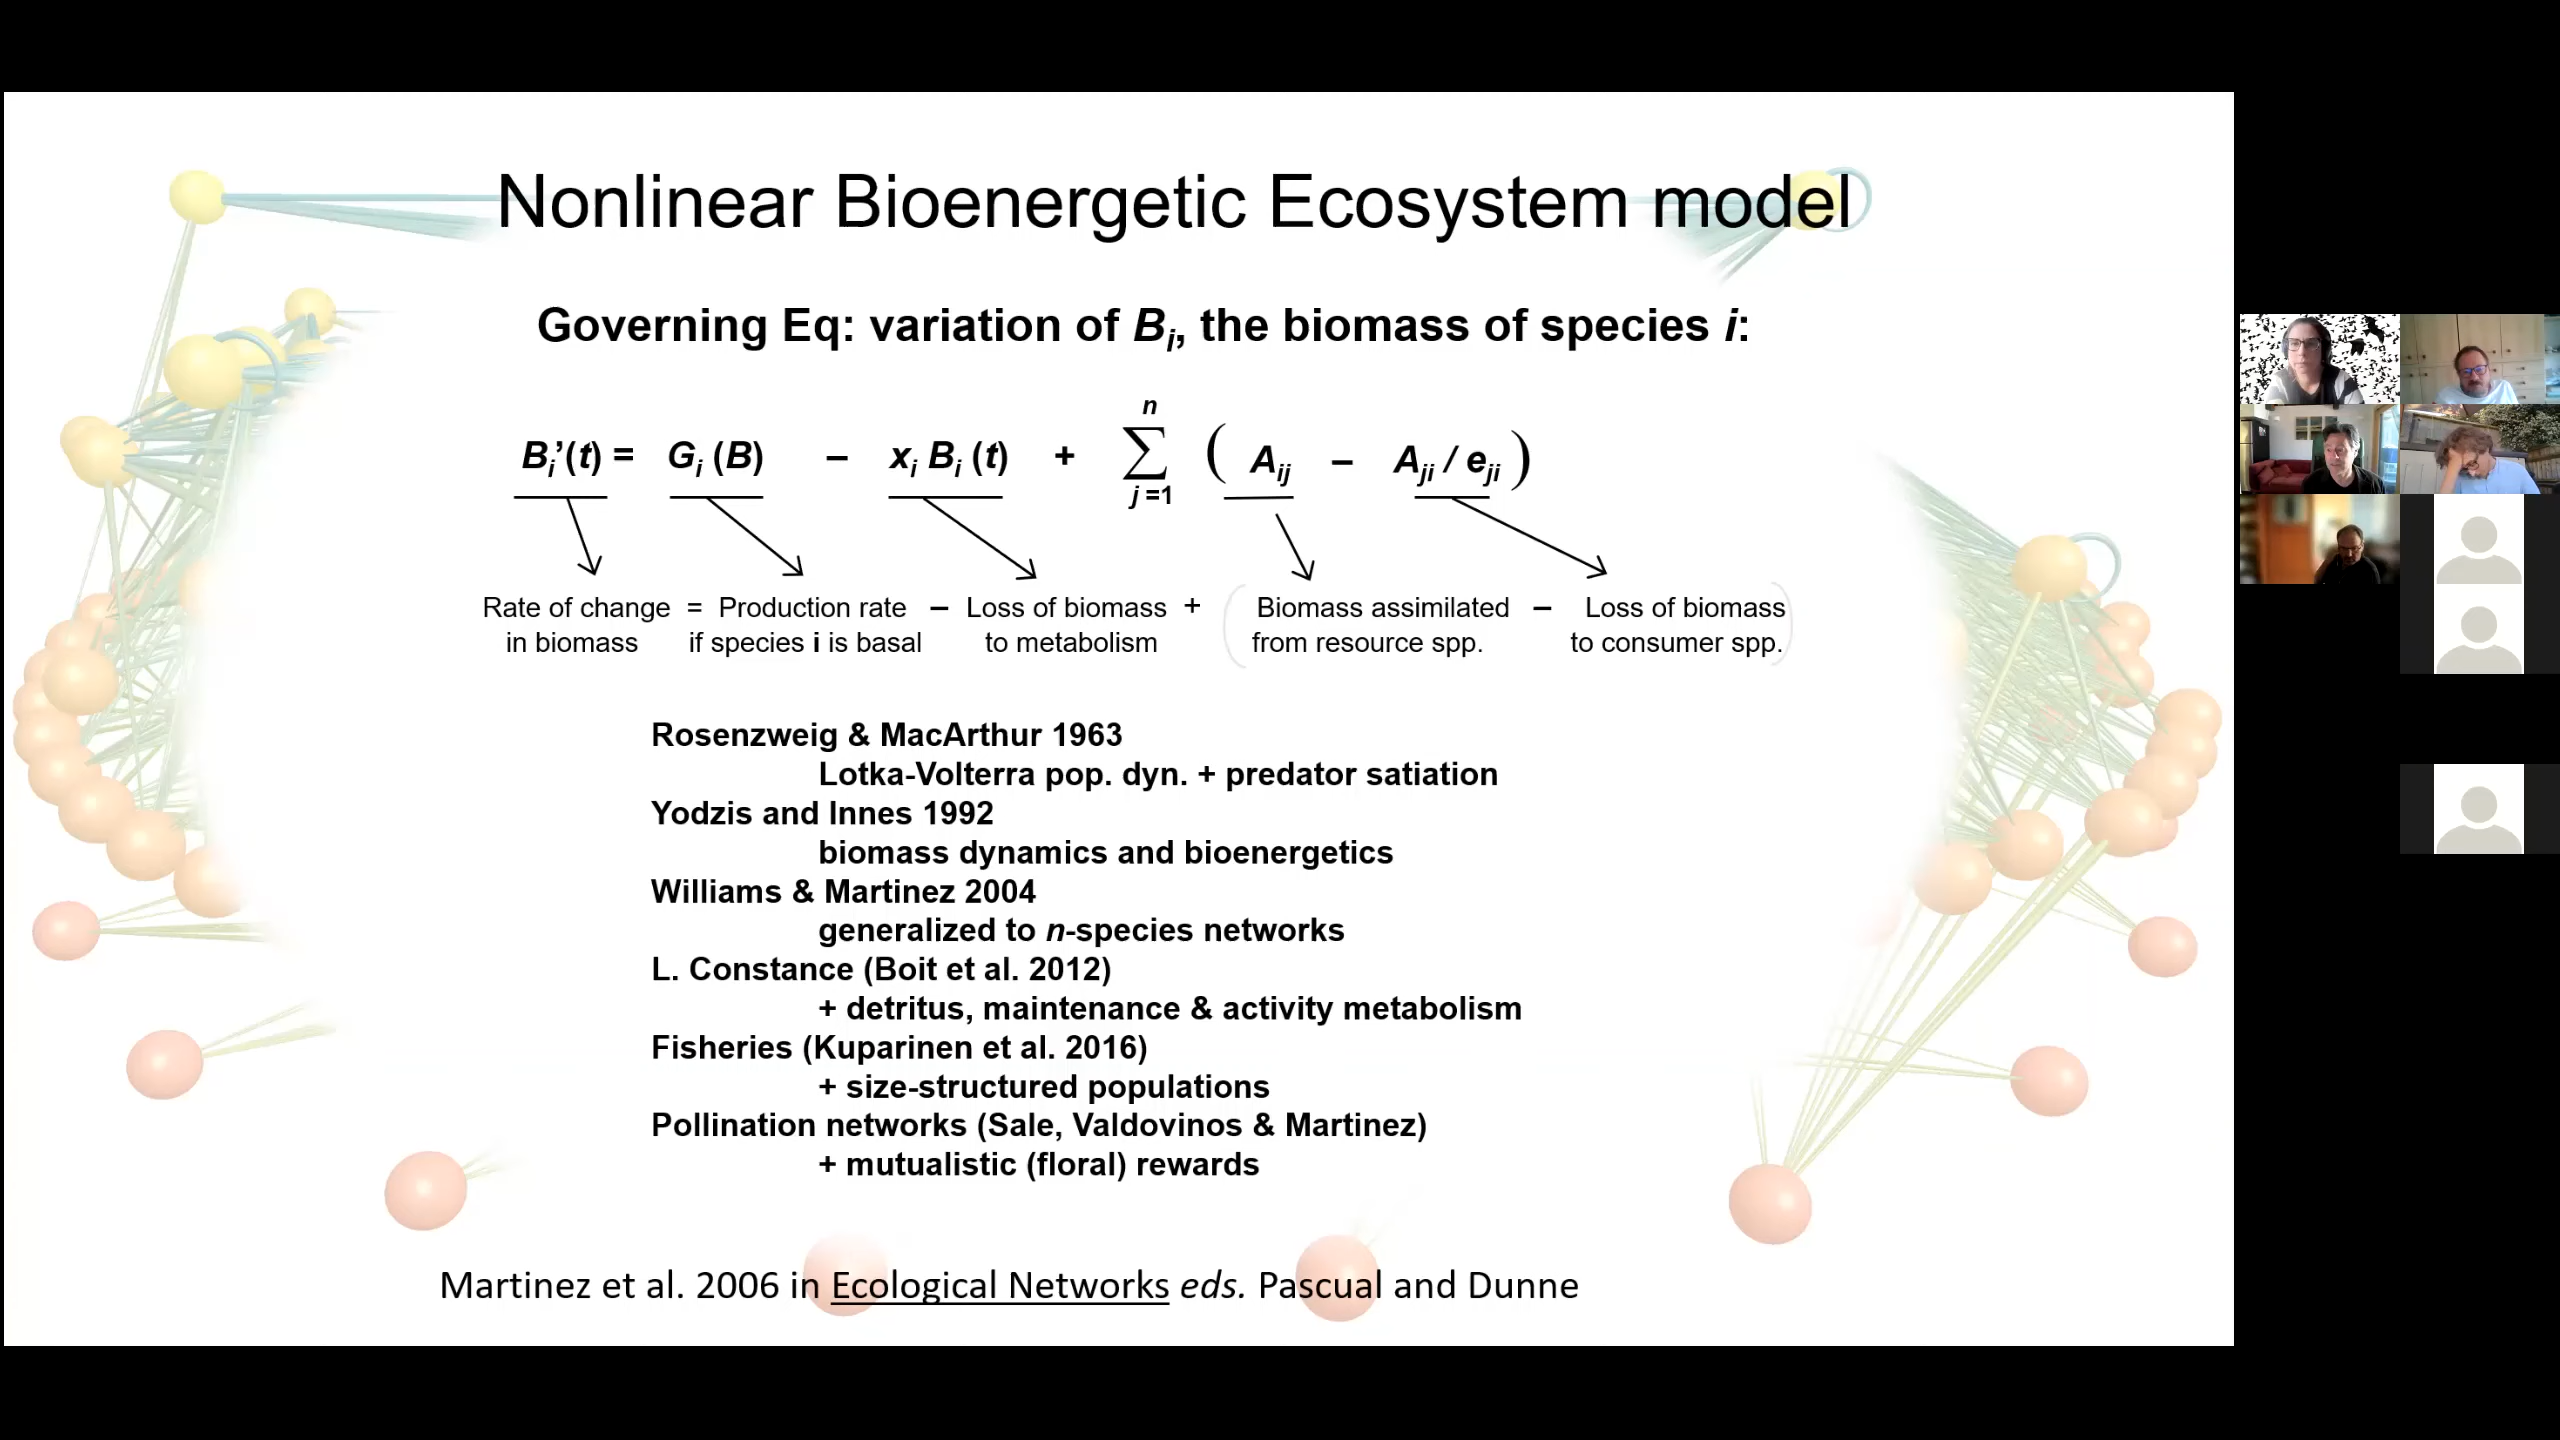 Nonlinear Bioenergetic Ecosystem model
Governing Eq: variation of Bi, the biomass of species i:
Bi’(t) = Gi (B) – xi Bi (t) + n∑j=1 ( Aij – Aji / eji )
Rate of change = Production rate – Loss of biomass + ( Biomass assimilated – Loss of biomass )
in biomass if species i is basal to metabolism from resource spp. to consumer spp.
Rosenzweig & MacArthur 1963
Lotka-Volterra pop. dyn. + predator satiation
Yodzis and Innes 1992
biomass dynamics and bioenergetics
Williams & Martinez 2004
generalized to n-species networks
L. Constance (Boit et al. 2012)
+ detritus, maintenance & activity metabolism
Fisheries (Kuparinen et al. 2016)
+ size-structured populations
Pollination networks (Sale, Valdovinos & Martinez)
+ mutualistic (floral) rewards
Martinez et al. 2006 in Ecological Networks eds. Pascual and Dunne